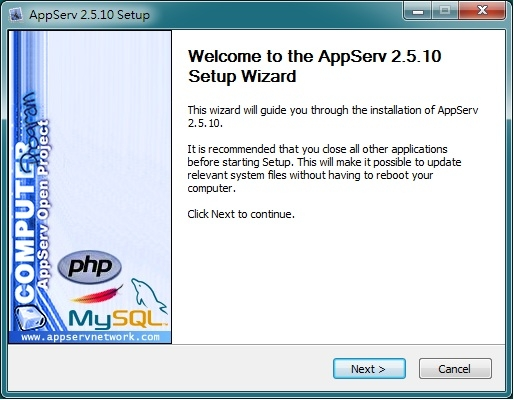 AppServ 2.5.10 Setup
Welcome to the AppServ 2.5.10
Setup Wizard
This wizard will guide you through the installation of AppServ
2.5.10.
It is recommended that you close all other applications
before starting Setup. This will make it possible to update
relevant system files without having to reboot your
computer.
Click Next to continue.
COMPUTER
Program
AppServ Open Project
php
MySQL
www.appservnetwork.com
Next >
Cancel